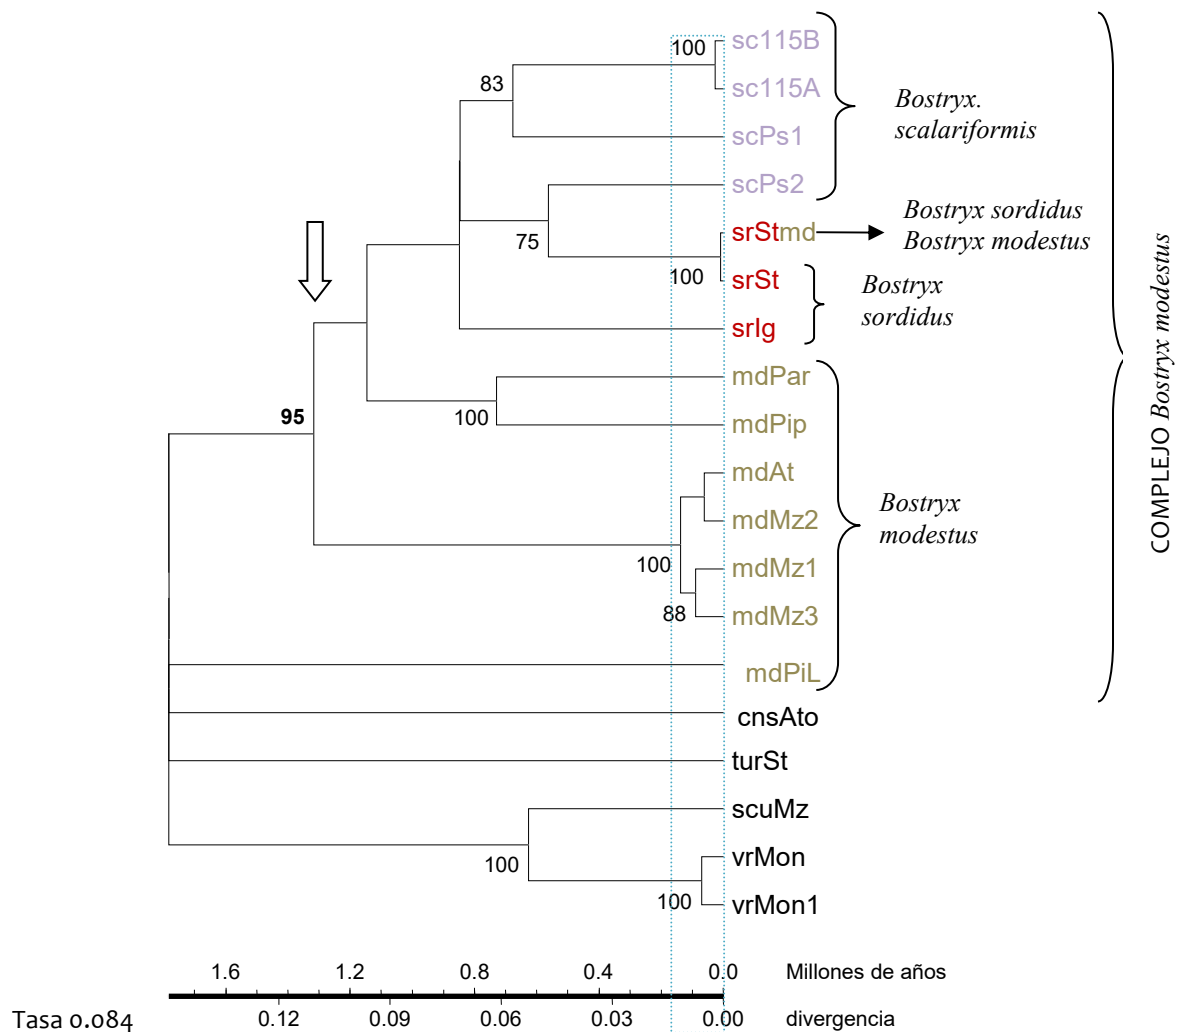 sc115B
100
sc115A
83
scPs1
Bostryx.
scalariformis
scPs2
75
srStmd
Bostryx sordidus
Bostryx modestus
100
srSt
srIg
Bostryx
sordidus
mdPar
100
mdPip
95
mdAt
mdMz2
Bostryx
modestus
100
mdMz1
88
mdMz3
mdPiL
COMPLEJO Bostryx modestus
cnsAto
turSt
scuMz
100
vrMon
100
vrMon1
1.6 1.2 0.8 0.4 0.0 Millones de años
Tasa 0.084 0.12 0.09 0.06 0.03 0.00 divergencia